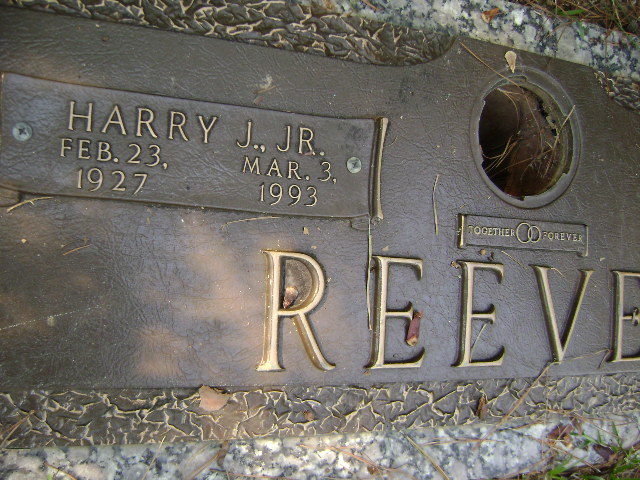 HARRY J., JR.
FEB. 23, MAR. 3,
1927 1993
TOGETHER FOREVER
REEVE